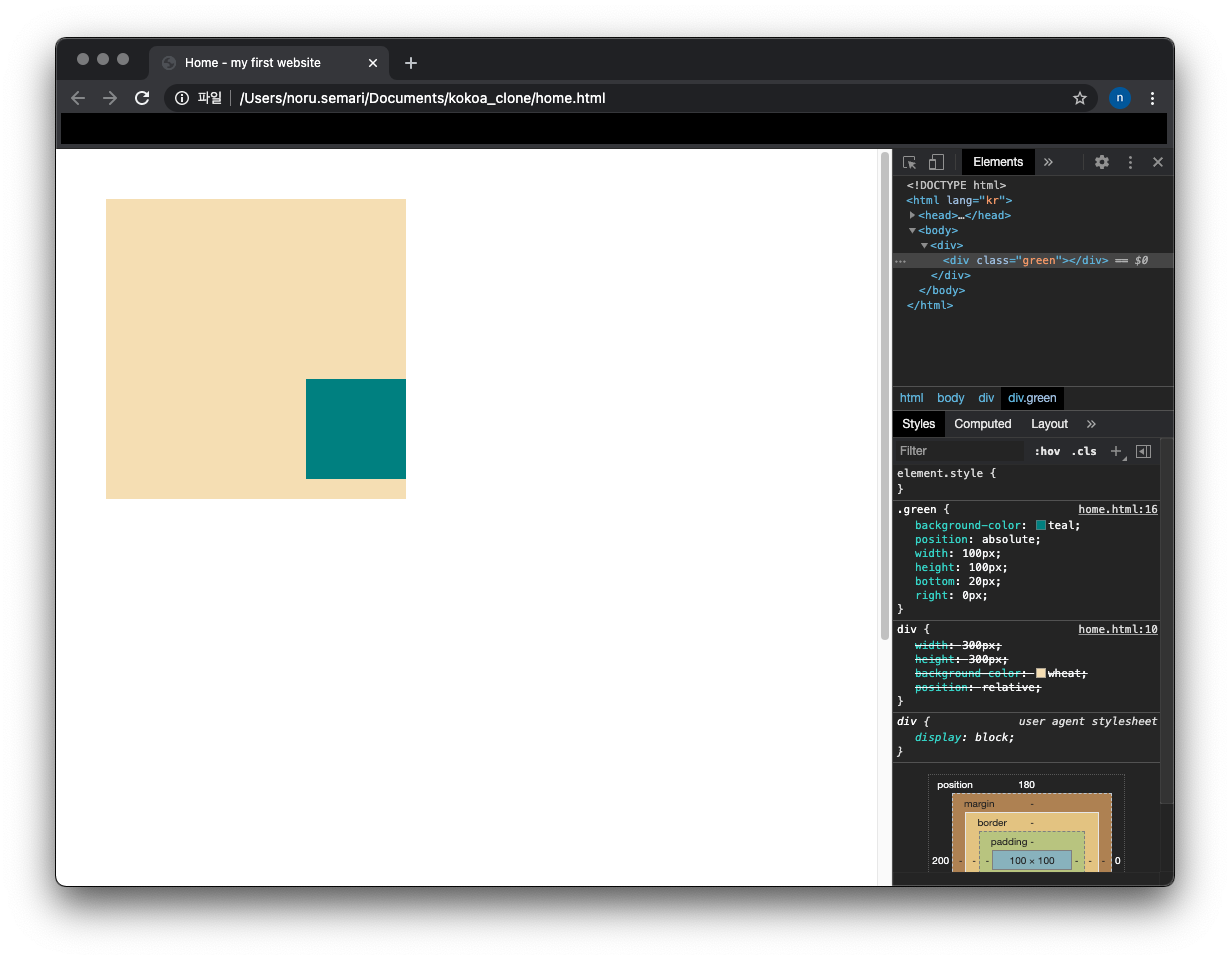 Home - my first website
파일 /Users/noru.semari/Documents/kokoa_clone/home.html
n
Elements
<!DOCTYPE html>
<html lang="kr">
<head>…</head>
<body>
<div>
<div class="green"></div> == $0
</div>
</body>
</html>
html body div div.green
Styles Computed Layout
Filter :hov .cls
element.style {
}
.green { home.html:16
background-color: teal;
position: absolute;
width: 100px;
height: 100px;
bottom: 20px;
right: 0px;
}
div { home.html:10
width: 300px;
height: 300px;
background-color: wheat;
position: relative;
}
div { user agent stylesheet
display: block;
}
position 180
margin -
border -
padding -
200 - - - 100 × 100 - - - 0